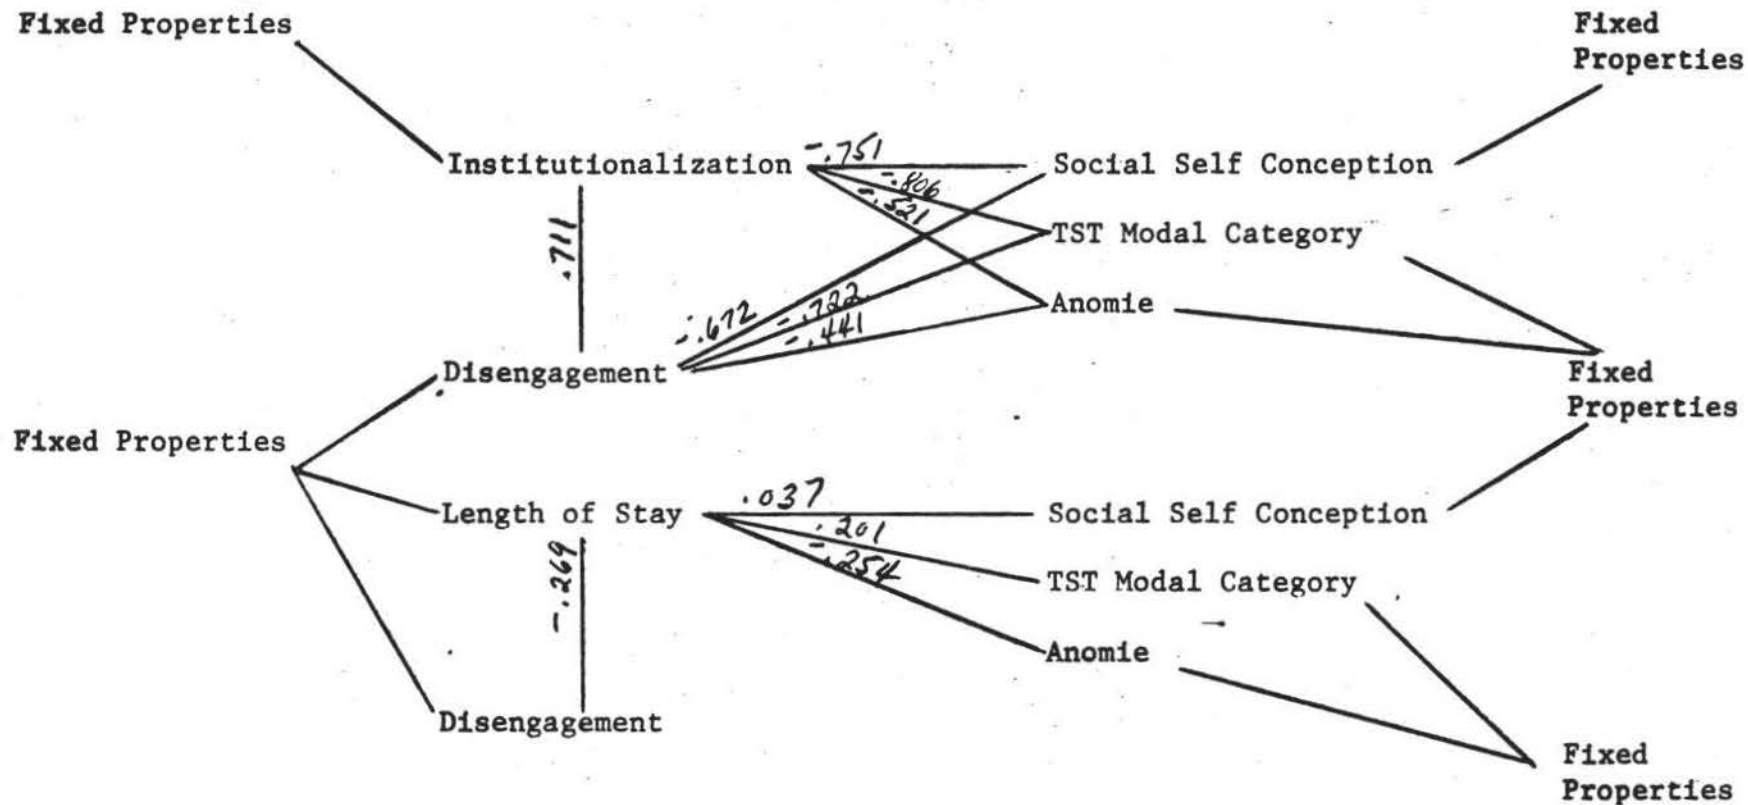 Fixed Properties
Fixed
Properties
Institutionalization
-.751
Social Self Conception
-.806
-.521
TST Modal Category
.711
Anomie
-.672
-.722
-.441
Disengagement
Fixed
Properties
Fixed Properties
Length of Stay
.037
Social Self Conception
.201
-.254
TST Modal Category
-.269
Anomie
Disengagement
Fixed
Properties